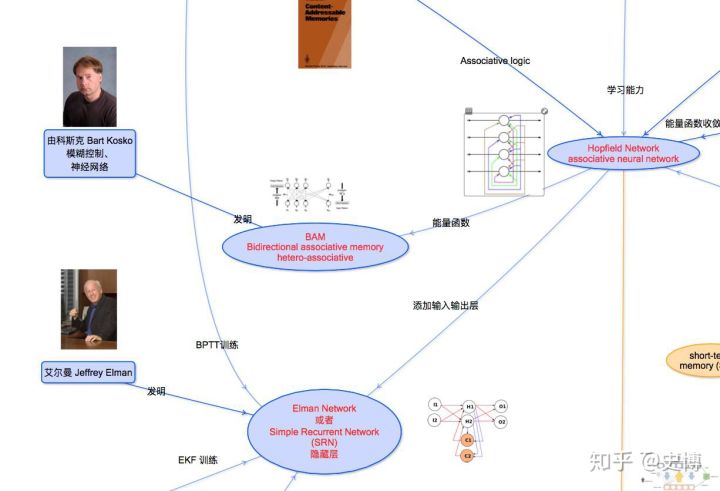 Content-
Addressable
Memories
Associative logic
学习能力
能量函数收敛
由科斯克 Bart Kosko
模糊控制、
神经网络
Hopfield Network
associative neural network
发明
能量函数
BAM
Bidirectional associative memory
hetero-associative
添加输入输出层
BPTT训练
艾尔曼 Jeffrey Elman
发明
short-te
memory (s
Elman Network
或者
Simple Recurrent Network
(SRN)
隐藏层
I1 H1 O1
I2 H2 O2
C1
C2
EKF 训练
知乎 @史博